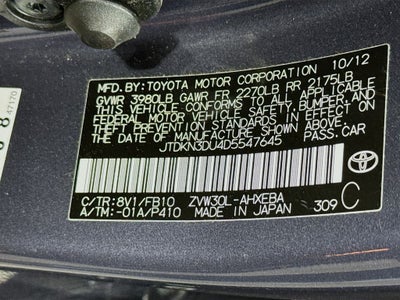 MFD.BY:TOYOTA MOTOR CORPORATION 10/12
GVWR 3980LB GAWR FR 2270LB RR 2175LB
THIS VEHICLE CONFORMS TO ALL APPLICABLE
FEDERAL MOTOR VEHICLE SAFETY,BUMPER,AND
THEFT PREVENTION STANDARDS IN EFFECT ON
THE DATE OF MANUFACTURE SHOWN ABOVE.
JTDKN3DU4D5547645 PASS.CAR
C/TR:8V1/FB10 ZVW30L-AHXEBA
A/TM:-01A/P410 MADE IN JAPAN 309 C
47170